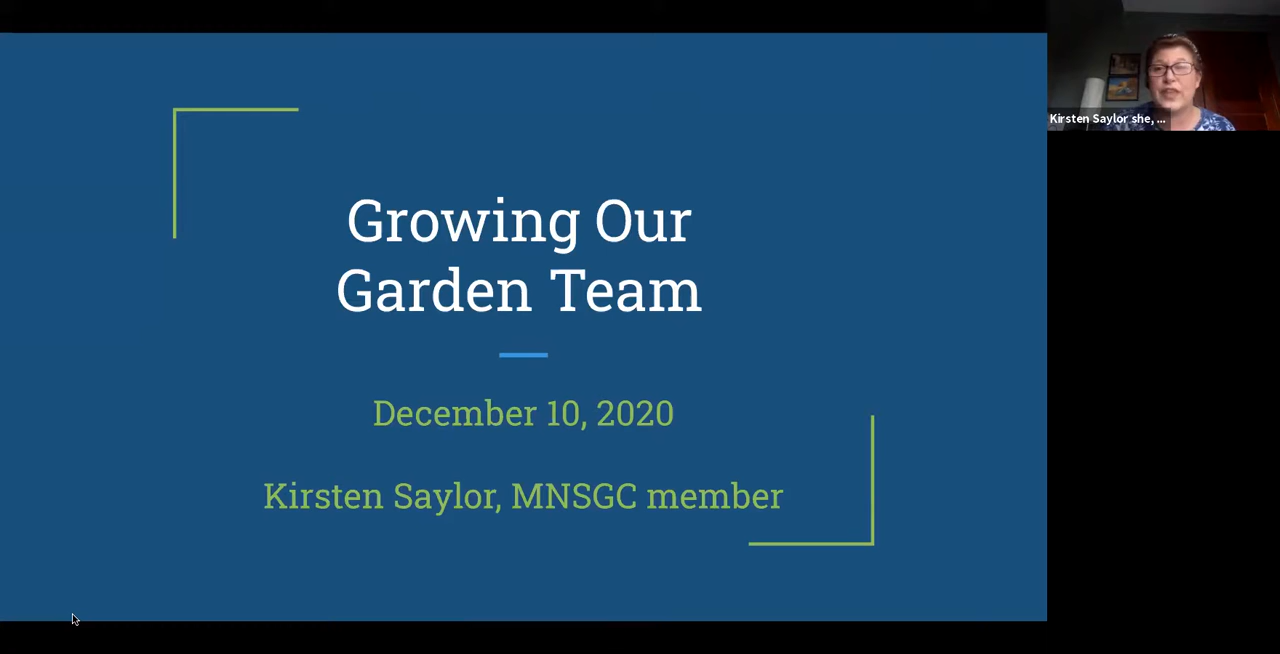 Growing Our
Garden Team
December 10, 2020
Kirsten Saylor, MNSGC member
Kirsten Saylor she, ...